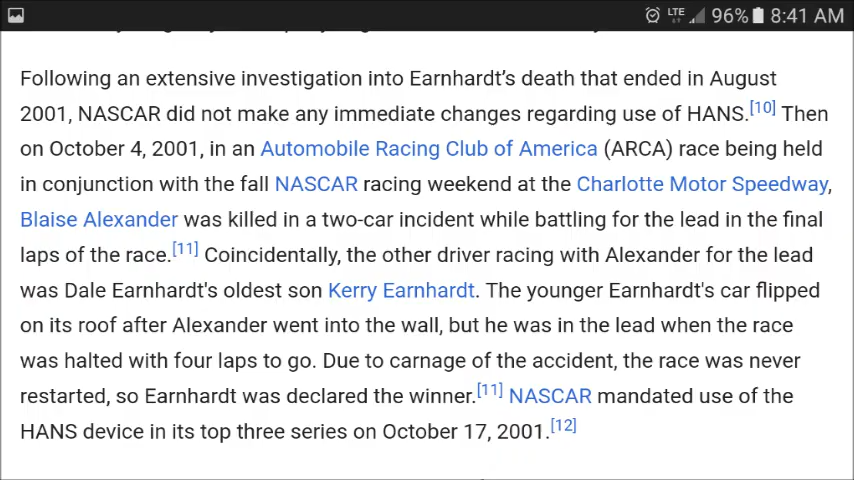 LTE 96% 8:41 AM
Following an extensive investigation into Earnhardt’s death that ended in August
2001, NASCAR did not make any immediate changes regarding use of HANS.[10] Then
on October 4, 2001, in an Automobile Racing Club of America (ARCA) race being held
in conjunction with the fall NASCAR racing weekend at the Charlotte Motor Speedway,
Blaise Alexander was killed in a two-car incident while battling for the lead in the final
laps of the race.[11] Coincidentally, the other driver racing with Alexander for the lead
was Dale Earnhardt's oldest son Kerry Earnhardt. The younger Earnhardt's car flipped
on its roof after Alexander went into the wall, but he was in the lead when the race
was halted with four laps to go. Due to carnage of the accident, the race was never
restarted, so Earnhardt was declared the winner.[11] NASCAR mandated use of the
HANS device in its top three series on October 17, 2001.[12]